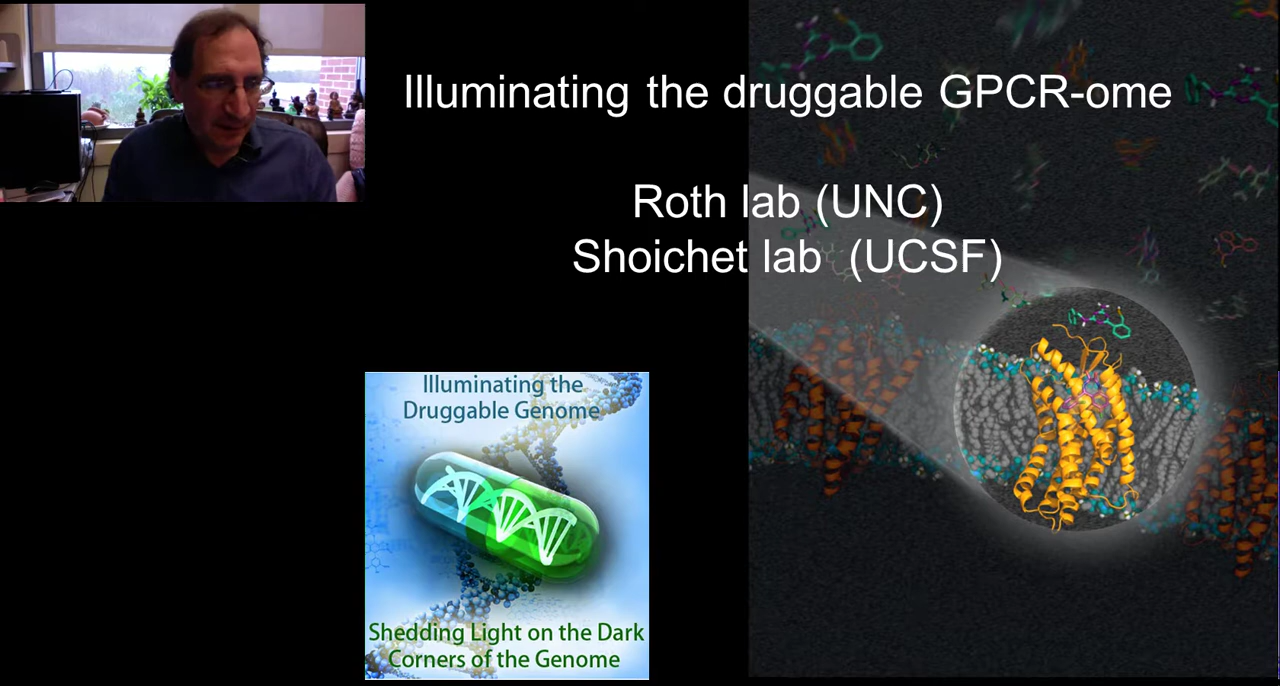 Illuminating the druggable GPCR-ome
Roth lab (UNC)
Shoichet lab (UCSF)
Illuminating the
Druggable Genome
Shedding Light on the Dark
Corners of the Genome